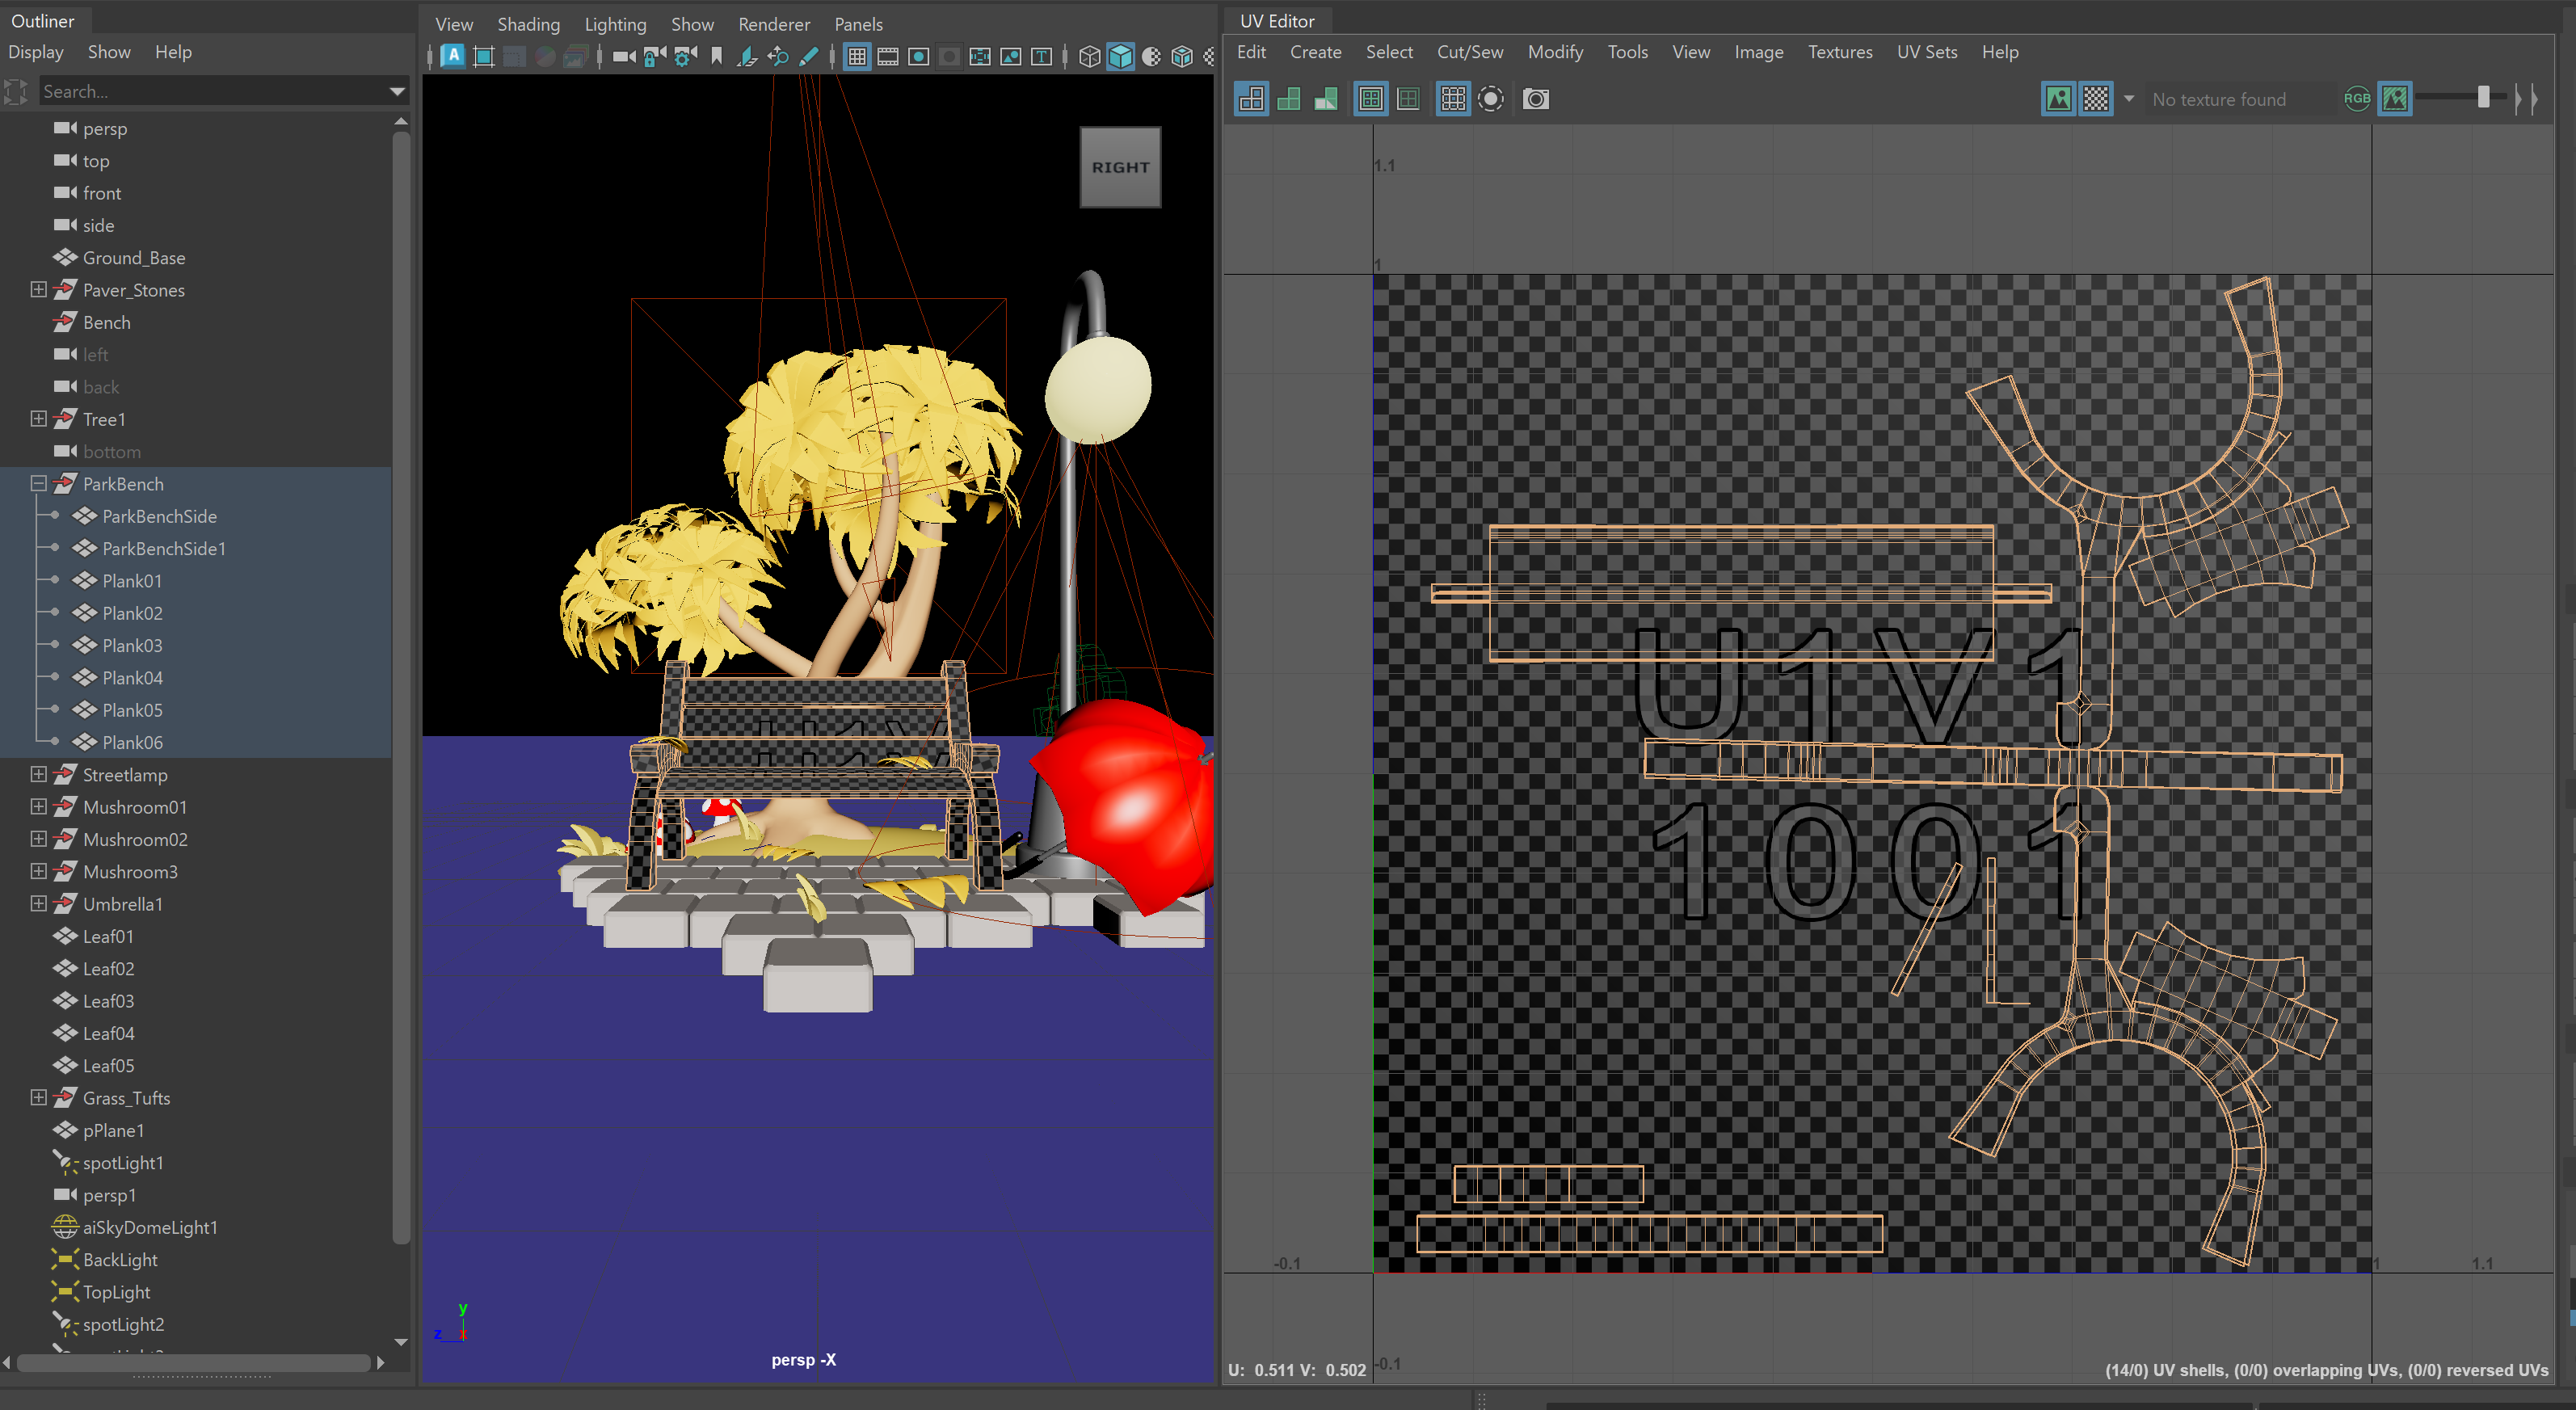 Outliner
Display Show Help
Search...
persp
top
front
side
Ground_Base
Paver_Stones
Bench
left
back
Tree1
bottom
ParkBench
ParkBenchSide
ParkBenchSide1
Plank01
Plank02
Plank03
Plank04
Plank05
Plank06
Streetlamp
Mushroom01
Mushroom02
Mushroom3
Umbrella1
Leaf01
Leaf02
Leaf03
Leaf04
Leaf05
Grass_Tufts
pPlane1
spotLight1
persp1
aiSkyDomeLight1
BackLight
TopLight
spotLight2
View Shading Lighting Show Renderer Panels
A
T
RIGHT
y
z x
persp -X
UV Editor
Edit Create Select Cut/Sew Modify Tools View Image Textures UV Sets Help
No texture found
RGB
1.1
1
U1V1
1001
-0.1
1
1.1
-0.1
U: 0.511 V: 0.502
(14/0) UV shells, (0/0) overlapping UVs, (0/0) reversed UVs